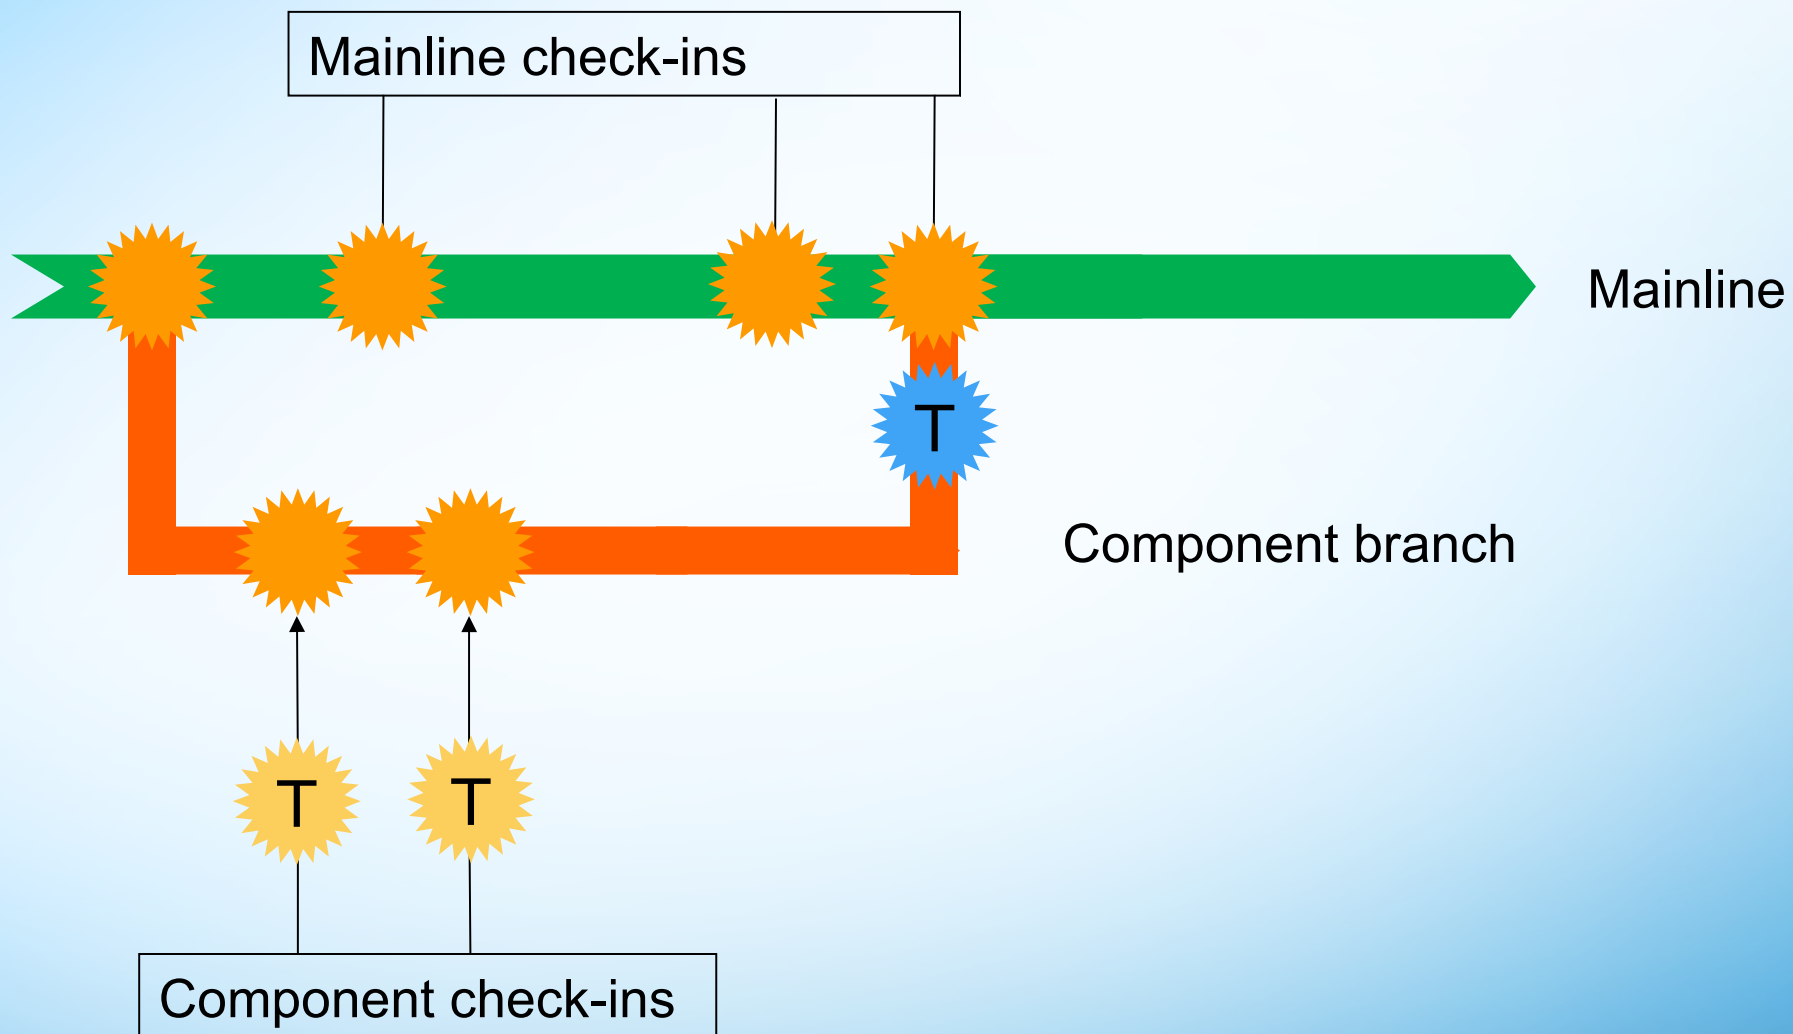 Mainline check-ins
Mainline
T
Component branch
T
T
Component check-ins